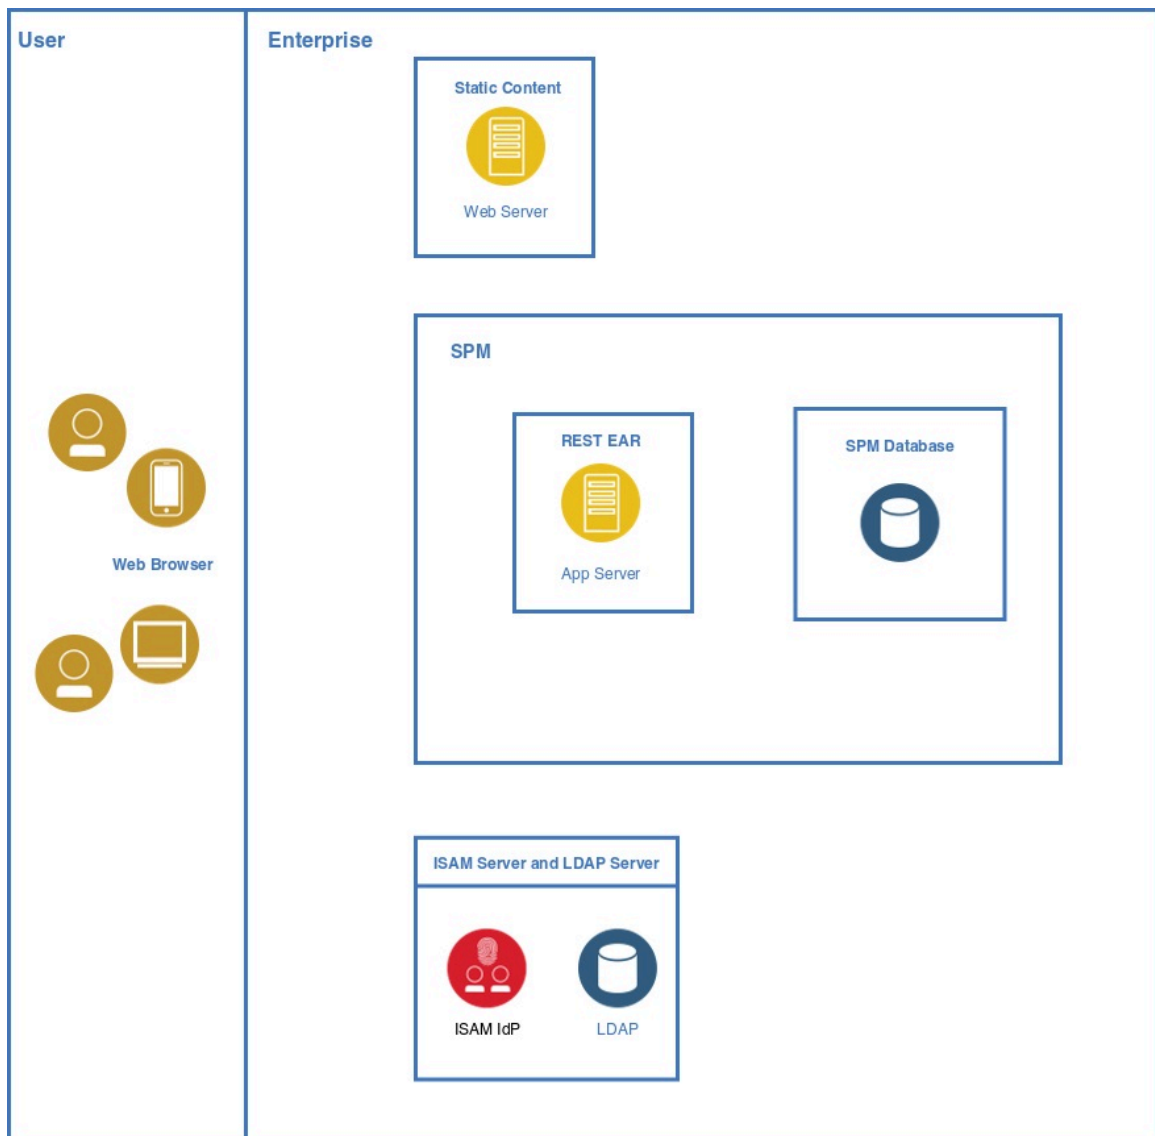 User
Enterprise
Static Content
Web Server
SPM
REST EAR
App Server
SPM Database
Web Browser
ISAM Server and LDAP Server
ISAM IdP
LDAP